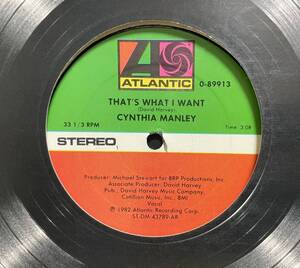 ATLANTIC
0-89913
THAT'S WHAT I WANT
(David Harvey)
33 1/3 RPM
CYNTHIA MANLEY
Time: 3:08
STEREO
Producer: Michael Stewart for BRP Productions, Inc.
Associate Producer: David Harvey
Pub., David Harvey Music Company,
Cotillion Music, Inc., BMI
Vocal
℗ 1982 Atlantic Recording Corp.
ST-DM-43789-AR